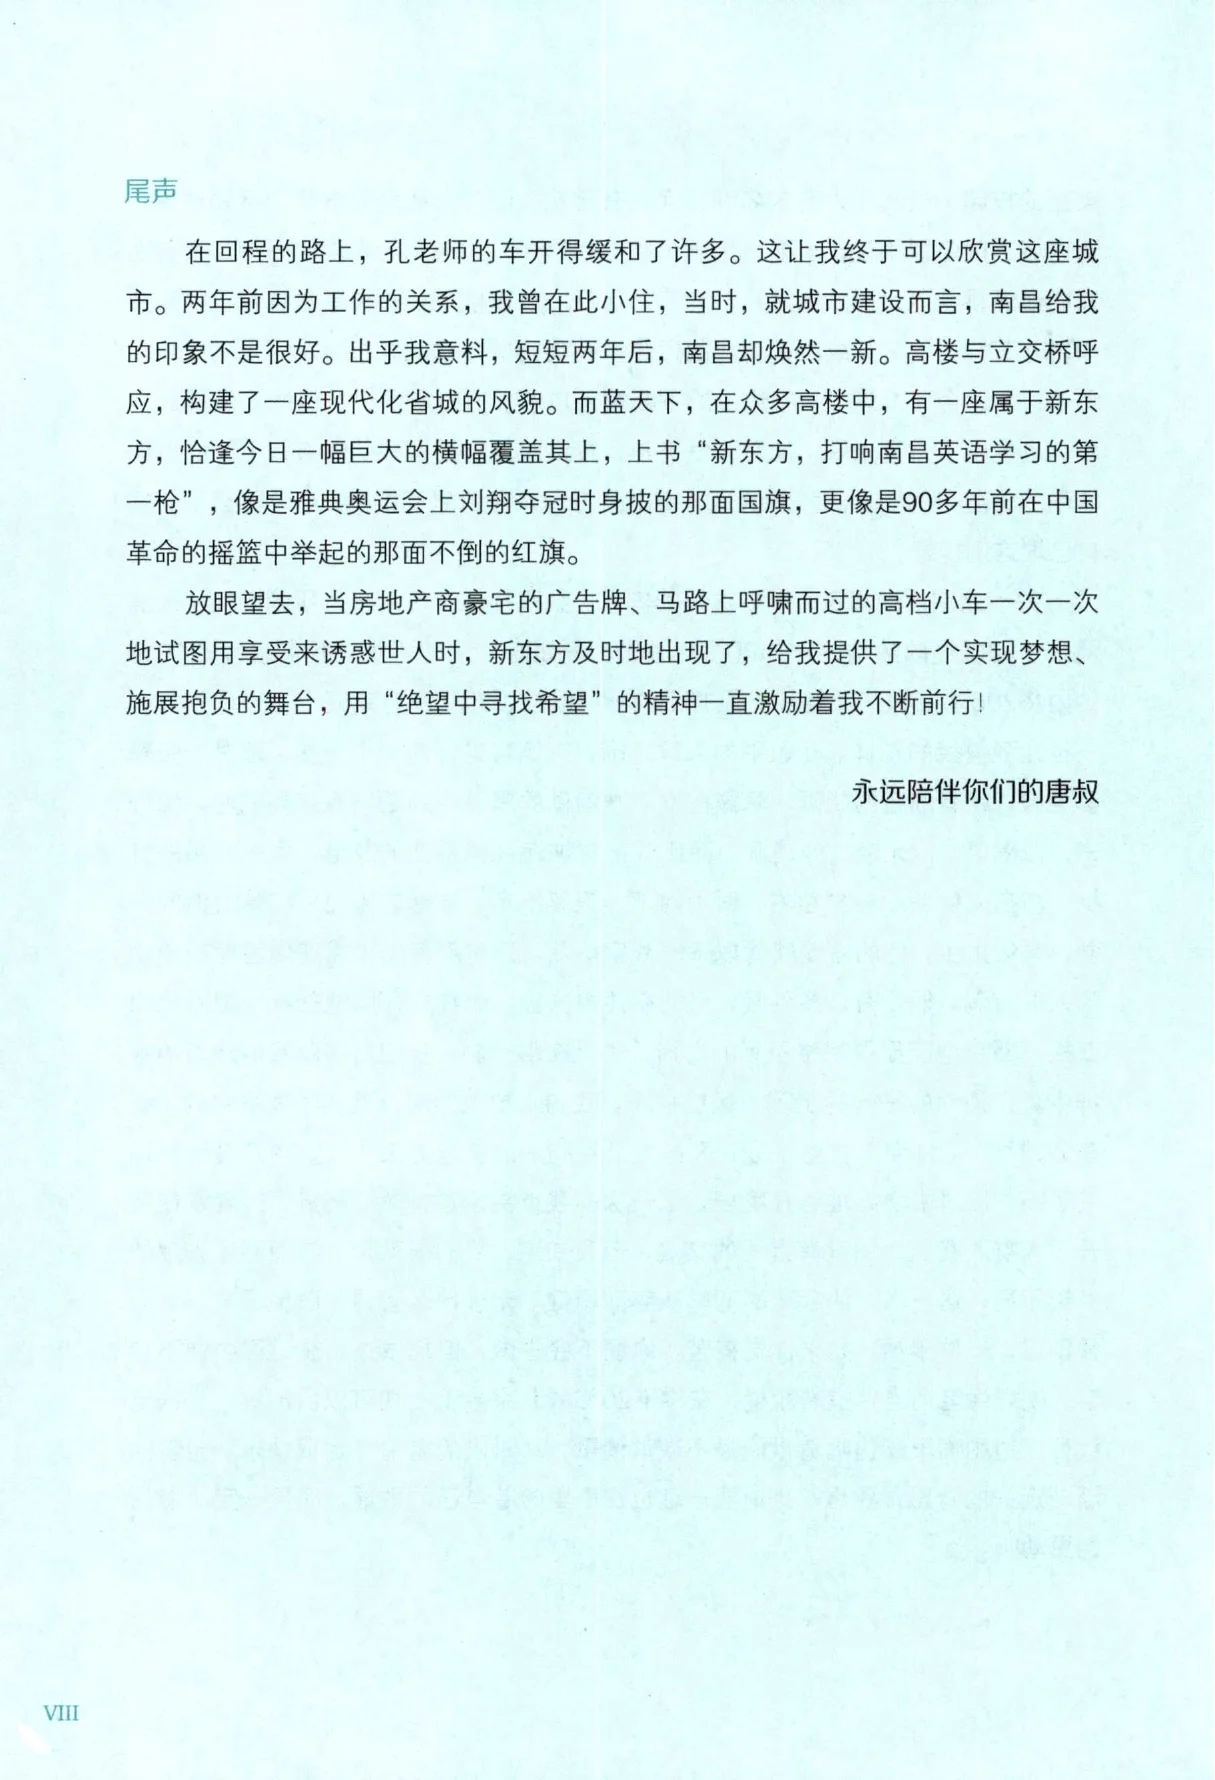 尾声
在回程的路上，孔老师的车开得缓和了许多。这让我终于可以欣赏这座城
市。两年前因为工作的关系，我曾在此小住，当时，就城市建设而言，南昌给我
的印象不是很好。出乎我意料，短短两年后，南昌却焕然一新。高楼与立交桥呼
应，构建了一座现代化省城的风貌。而蓝天下，在众多高楼中，有一座属于新东
方，恰逢今日一幅巨大的横幅覆盖其上，上书“新东方，打响南昌英语学习的第
一枪”，像是雅典奥运会上刘翔夺冠时身披的那面国旗，更像是90多年前在中国
革命的摇篮中举起的那面不倒的红旗。
放眼望去，当房地产商豪宅的广告牌、马路上呼啸而过的高档小车一次一次
地试图用享受来诱惑世人时，新东方及时地出现了，给我提供了一个实现梦想、
施展抱负的舞台，用“绝望中寻找希望”的精神一直激励着我不断前行！
永远陪伴你们的唐叔
VIII